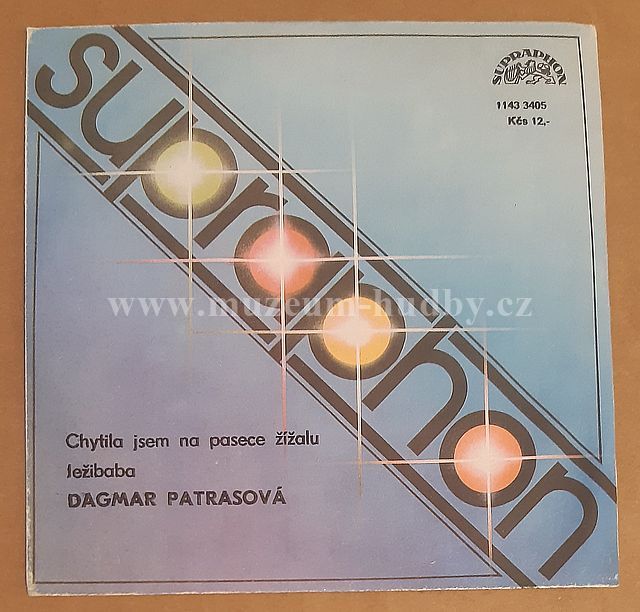 SUPRAPHON
1143 3405
Kčs 12,-
supraphon
www.muzeum-hudby.cz
Chytila jsem na pasece žížalu
Ježibaba
DAGMAR PATRASOVÁ